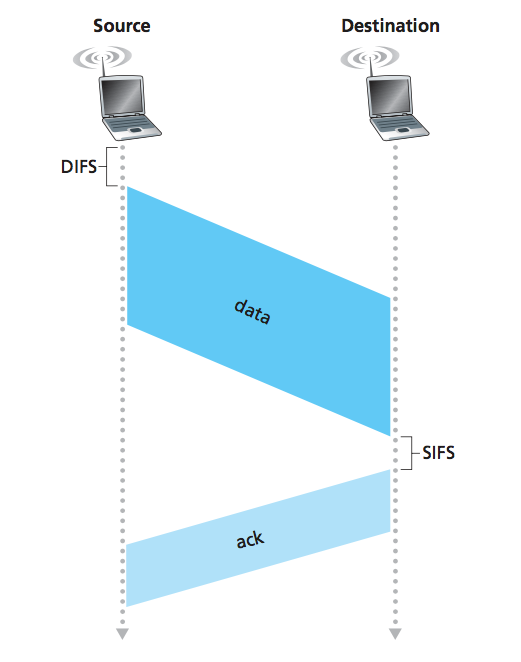 Source
Destination
DIFS
data
SIFS
ack